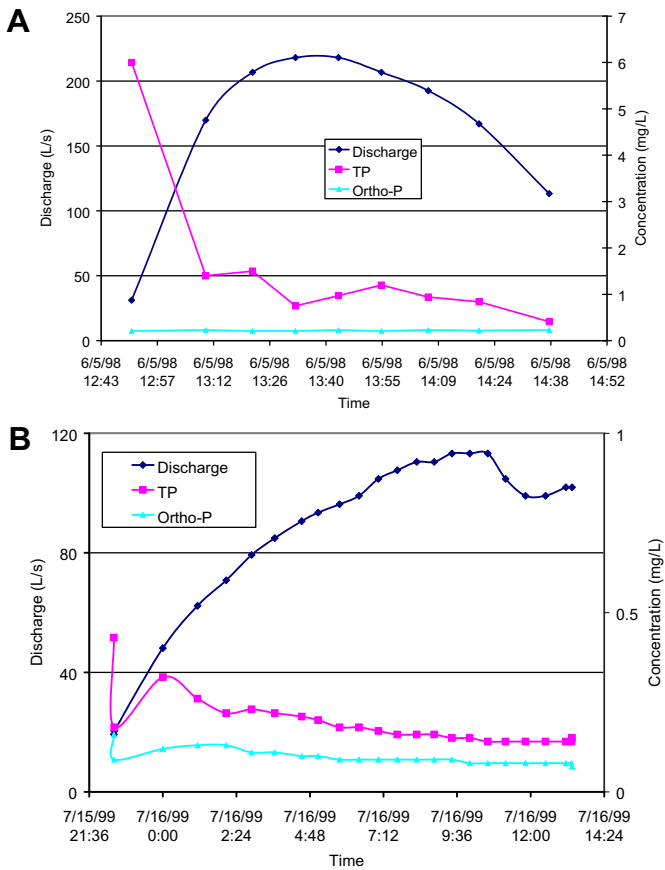 A
250
200
150
100
50
0
Discharge (L/s)
7
6
5
4
3
2
1
0
Concentration (mg/L)
Discharge
TP
Ortho-P
6/5/98 6/5/98 6/5/98 6/5/98 6/5/98 6/5/98 6/5/98 6/5/98 6/5/98 6/5/98
12:43 12:57 13:12 13:26 13:40 13:55 14:09 14:24 14:38 14:52
Time
B
120
80
40
0
Discharge (L/s)
1
0.5
0
Concentration (mg/L)
Discharge
TP
Ortho-P
7/15/99 7/16/99 7/16/99 7/16/99 7/16/99 7/16/99 7/16/99 7/16/99
21:36 0:00 2:24 4:48 7:12 9:36 12:00 14:24
Time